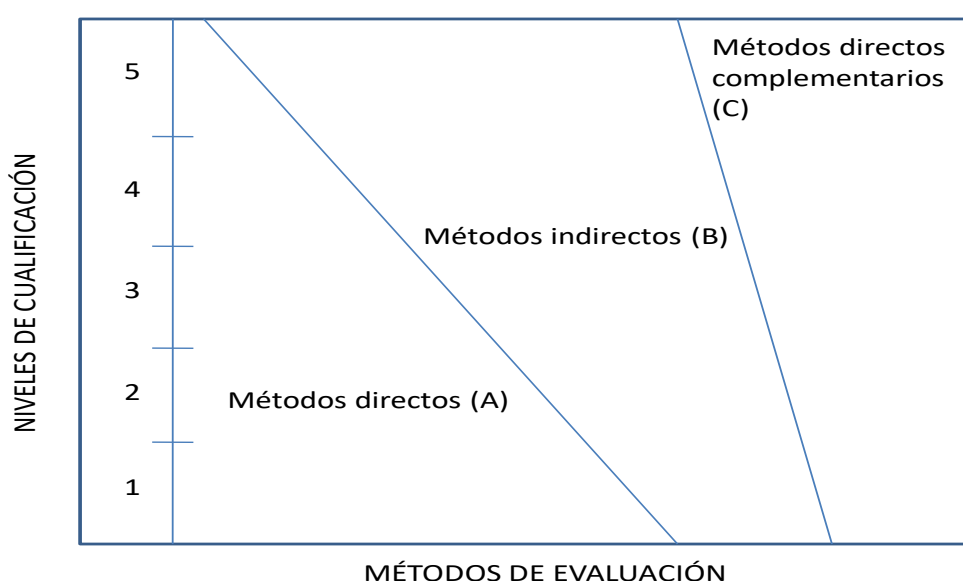 NIVELES DE CUALIFICACIÓN
5
4
3
2
1
Métodos directos
complementarios
(C)
Métodos indirectos (B)
Métodos directos (A)
MÉTODOS DE EVALUACIÓN